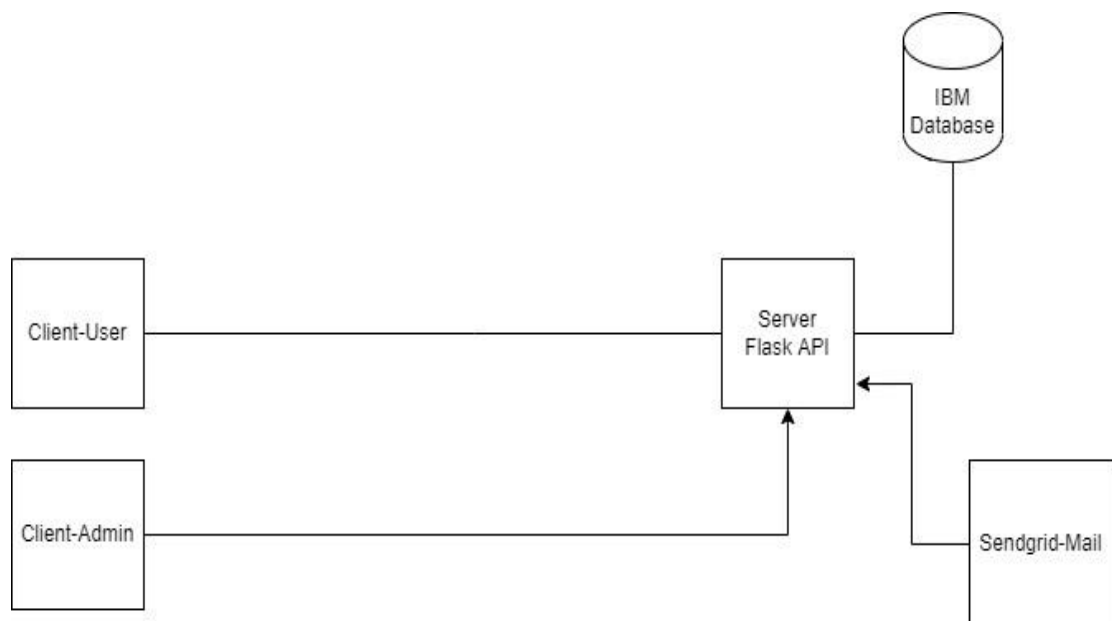 IBM
Database
Client-User
Server
Flask API
Client-Admin
Sendgrid-Mail